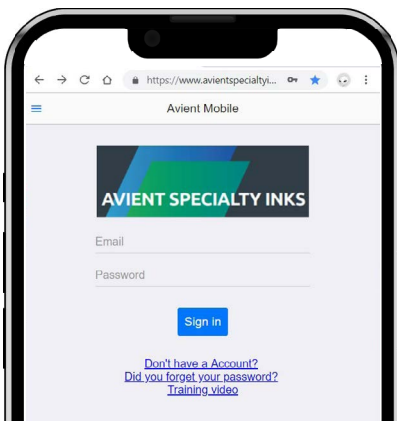 https://www.avientspecialtyi...
Avient Mobile
AVIENT SPECIALTY INKS
Email
Password
Sign in
Don't have a Account?
Did you forget your password?
Training video